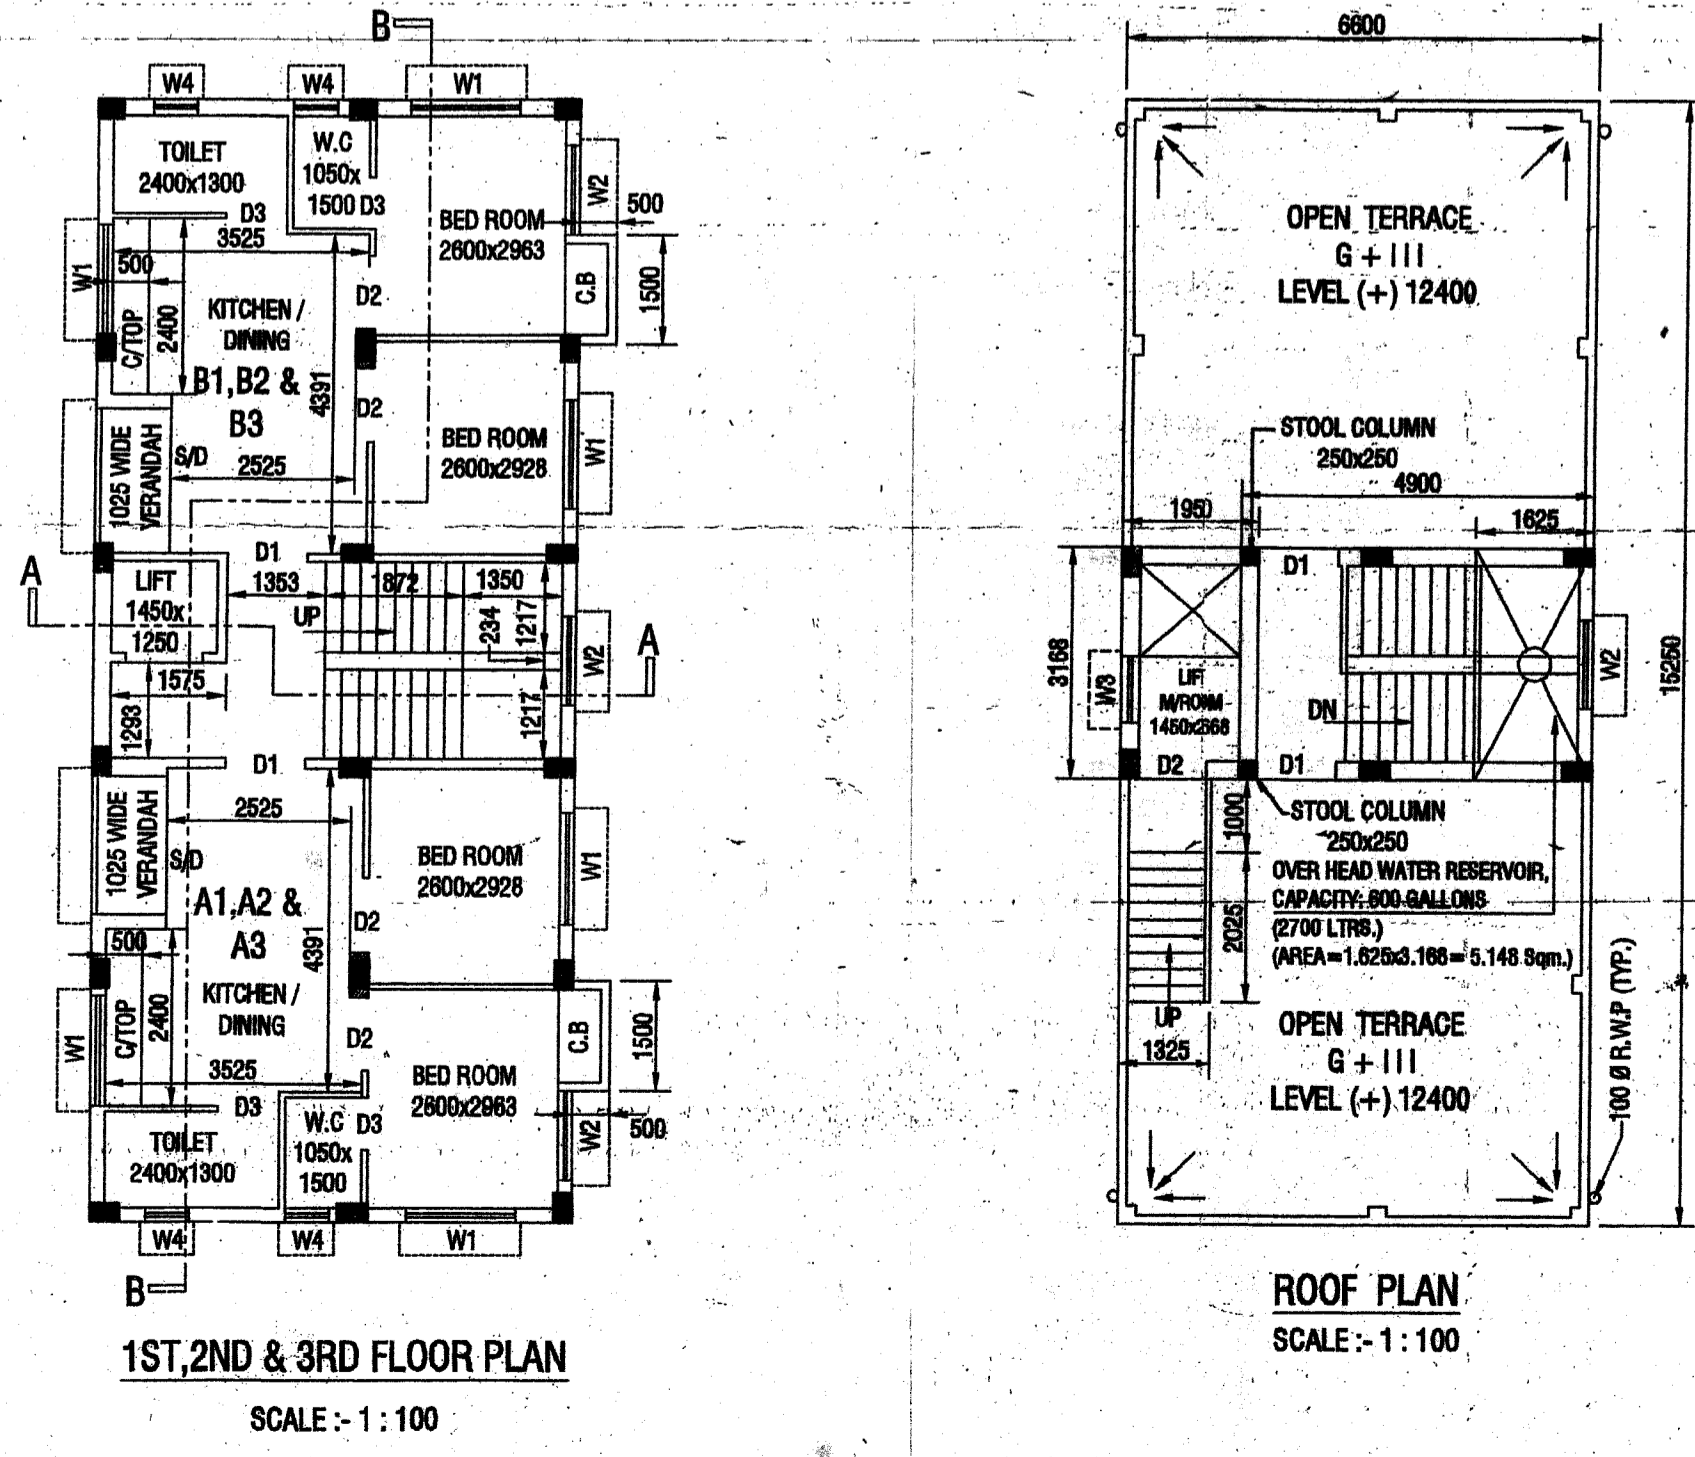 B
W4
W4
W1
TOILET
2400x1300
W.C
1050x
1500
D3
D3
BED ROOM
2600x2963
W2
500
3525
500
W1
C/TOP
2400
KITCHEN /
DINING
D2
C.B
1500
B1,B2 &
B3
4391
D2
BED ROOM
2600x2928
W1
1025 WIDE
VERANDAH
S/D
2525
D1
A
LIFT
1450x
1250
1353
1872
1350
UP
234
1217
W2
A
1575
1293
1217
D1
1025 WIDE
VERANDAH
2525
S/D
BED ROOM
2600x2928
W1
A1,A2 &
A3
4391
D2
500
C/TOP
2400
KITCHEN /
DINING
W1
D2
C.B
1500
3525
D3
BED ROOM
2600x2963
W.C
1050x
1500
D3
TOILET
2400x1300
W2
500
W4
W4
W1
B
1ST,2ND & 3RD FLOOR PLAN
SCALE :- 1 : 100
6600
OPEN TERRACE
G + III
LEVEL (+) 12400
STOOL COLUMN
250x250
4900
1950
1625
D1
3168
15250
W3
LIFT
M/ROOM
DN
W2
D2
D1
1000
STOOL COLUMN
250x250
OVER HEAD WATER RESERVOIR,
CAPACITY: 600 GALLONS
(2700 LTRS.)
(AREA=1.625x3.168= 5.148 Sqm.)
2025
UP
1325
OPEN TERRACE
G + III
LEVEL (+) 12400
100 Ø R.W.P (TYP.)
ROOF PLAN
SCALE :- 1 : 100